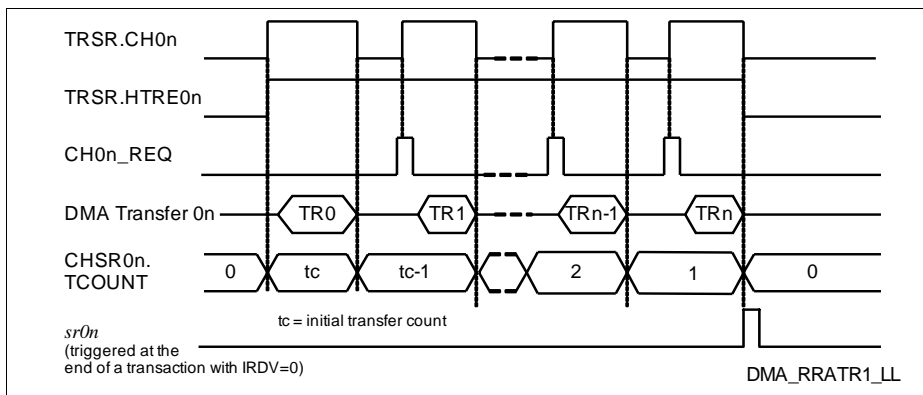 TRSR.CH0n
TRSR.HTRE0n
CH0n_REQ
DMA Transfer 0n
TR0
TR1
TRn-1
TRn
CHSR0n.
TCOUNT
0
tc
tc-1
2
1
0
tc = initial transfer count
sr0n
(triggered at the
end of a transaction with IRDV=0)
DMA_RRATR1_LL